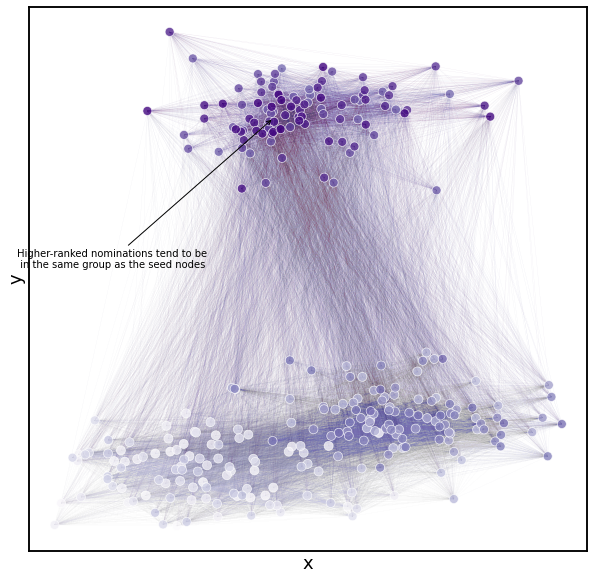 Higher-ranked nominations tend to be
in the same group as the seed nodes
y
x